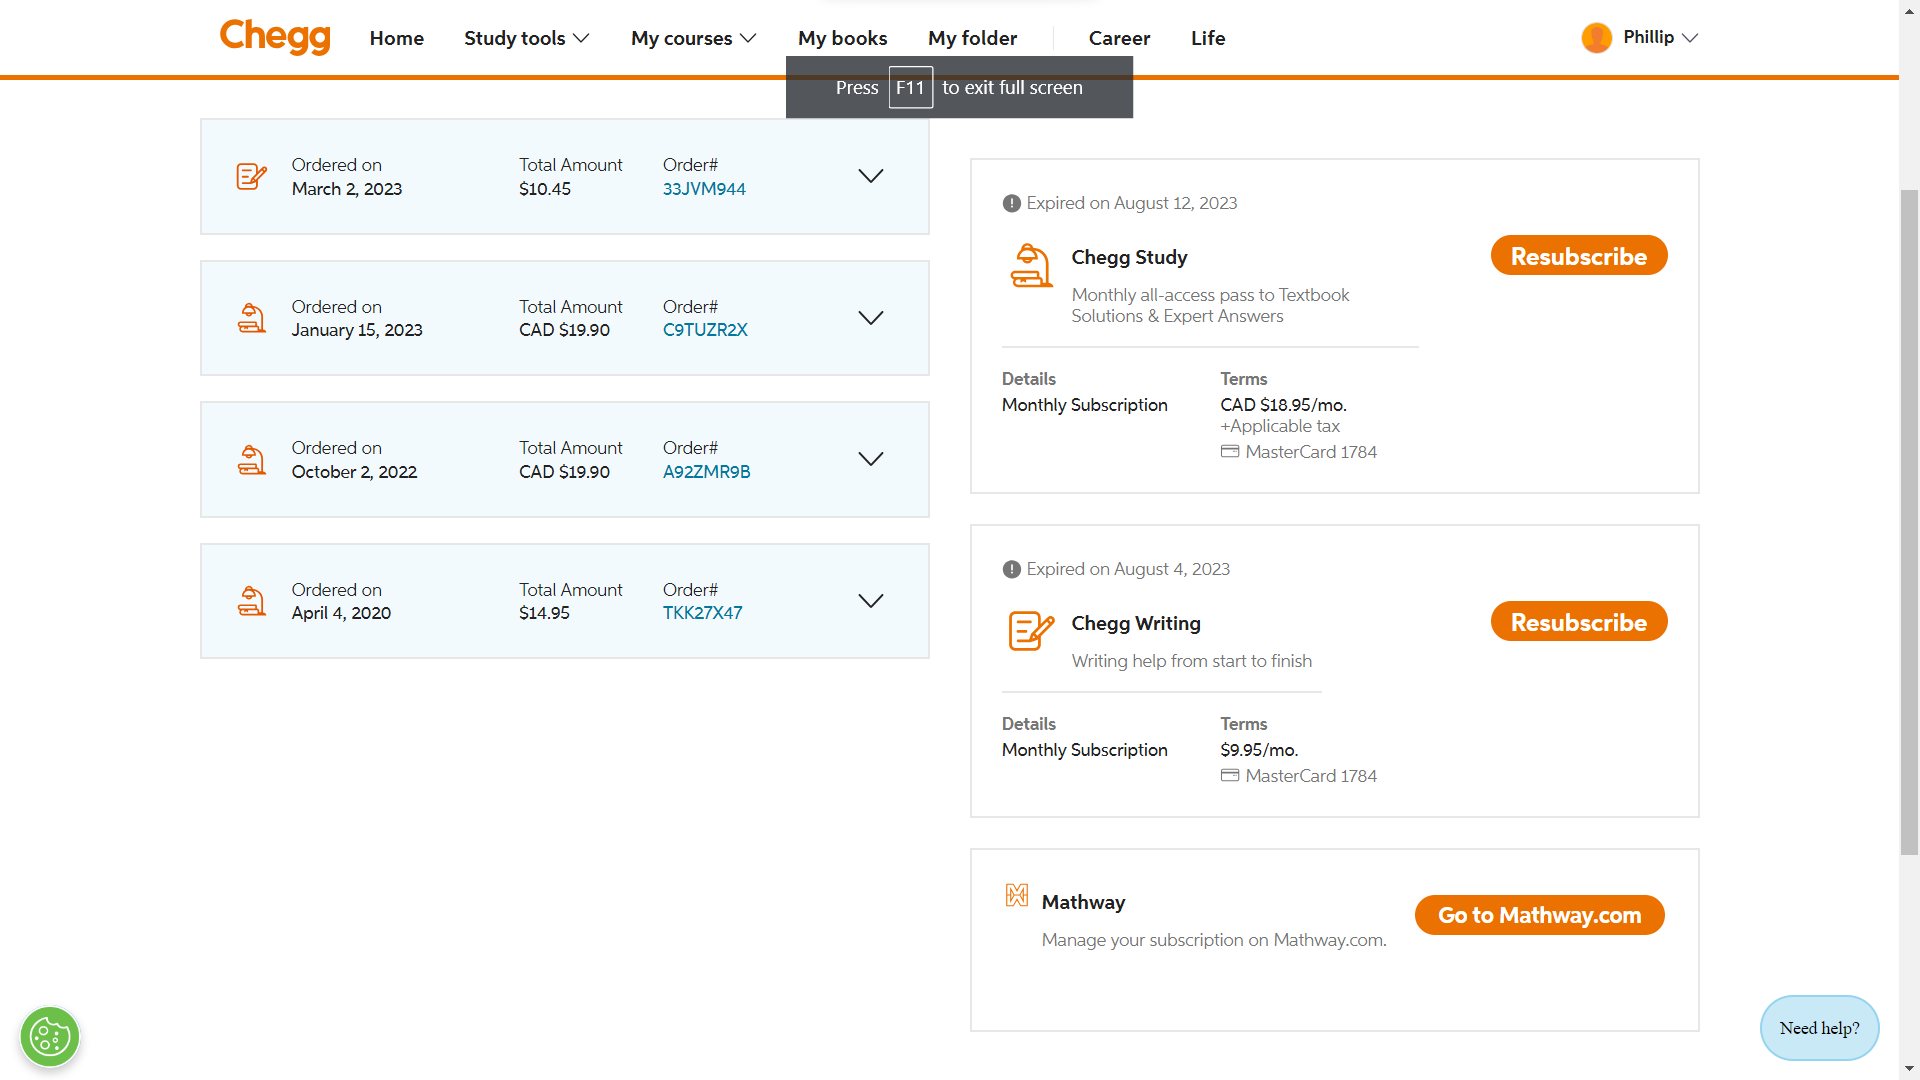 Chegg
Home
Study tools
My courses
My books
My folder
Career
Life
Phillip
Press F11 to exit full screen
Ordered on
March 2, 2023
Total Amount
$10.45
Order#
33JVM944
Ordered on
January 15, 2023
Total Amount
CAD $19.90
Order#
C9TUZR2X
Ordered on
October 2, 2022
Total Amount
CAD $19.90
Order#
A92ZMR9B
Ordered on
April 4, 2020
Total Amount
$14.95
Order#
TKK27X47
Expired on August 12, 2023
Chegg Study
Resubscribe
Monthly all-access pass to Textbook
Solutions & Expert Answers
Details
Monthly Subscription
Terms
CAD $18.95/mo.
+Applicable tax
MasterCard 1784
Expired on August 4, 2023
Chegg Writing
Resubscribe
Writing help from start to finish
Details
Monthly Subscription
Terms
$9.95/mo.
MasterCard 1784
Mathway
Go to Mathway.com
Manage your subscription on Mathway.com.
Need help?